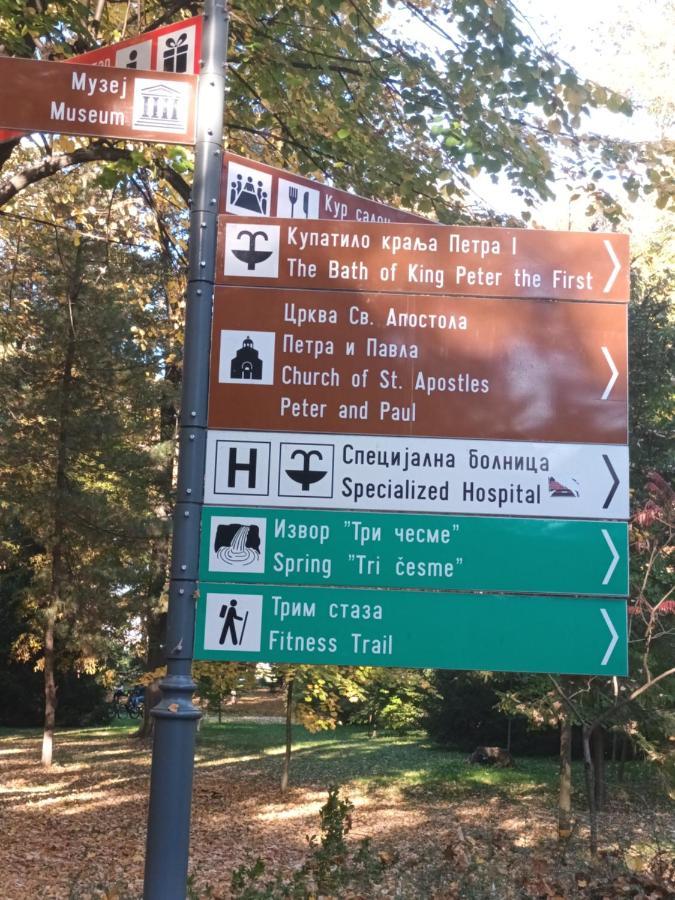 Музеј
Museum
Кур салон
Купатило краља Петра I
The Bath of King Peter the First
Црква Св. Апостола
Петра и Павла
Church of St. Apostles
Peter and Paul
H
Специјална болница
Specialized Hospital
Извор "Три чесме"
Spring "Tri česme"
Трим стаза
Fitness Trail